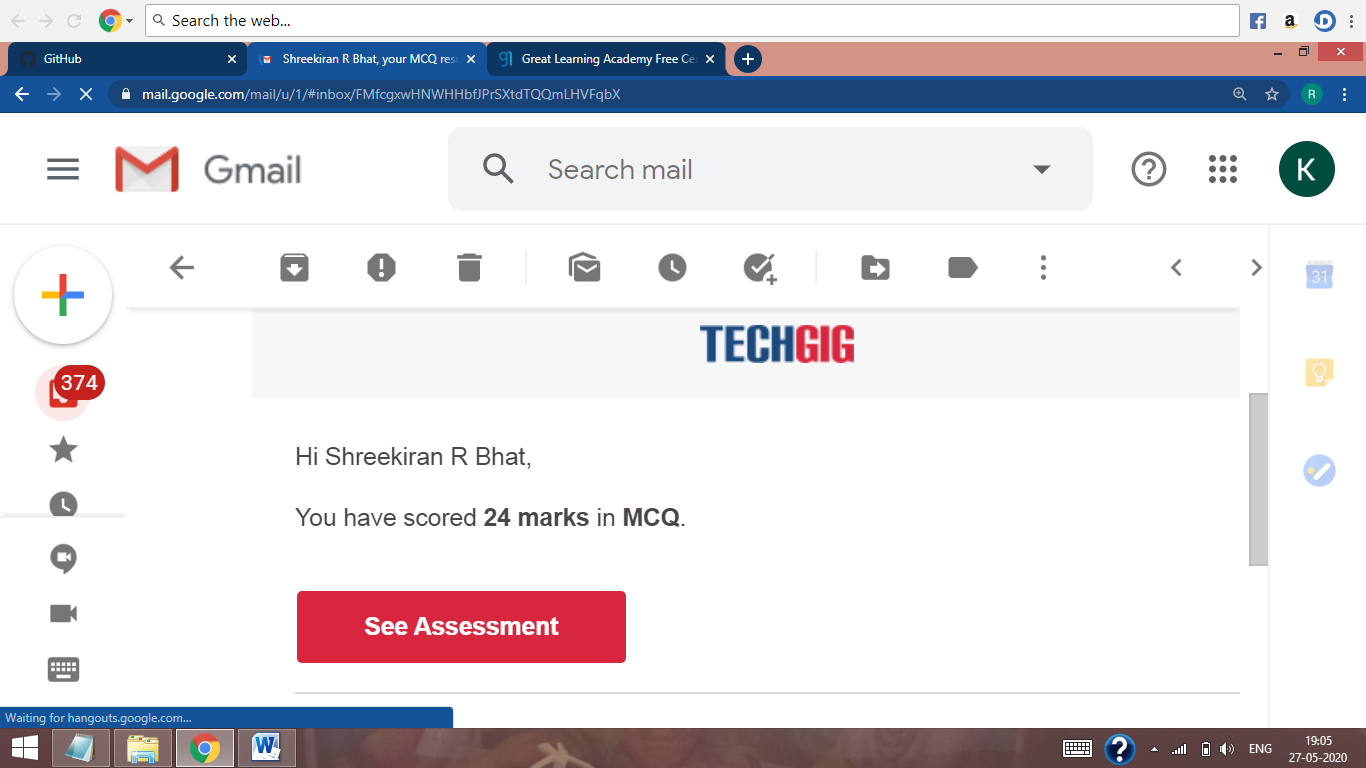 Search the web...
GitHub
Shreekiran R Bhat, your MCQ res
Great Learning Academy Free Ce
mail.google.com/mail/u/1/#inbox/FMfcgxwHNWHHbfJPrSXtdTQQmLHVFqbX
R
Gmail
Search mail
K
31
TECHGIG
374
Hi Shreekiran R Bhat,
You have scored 24 marks in MCQ.
See Assessment
Waiting for hangouts.google.com...
ENG
19:05
27-05-2020